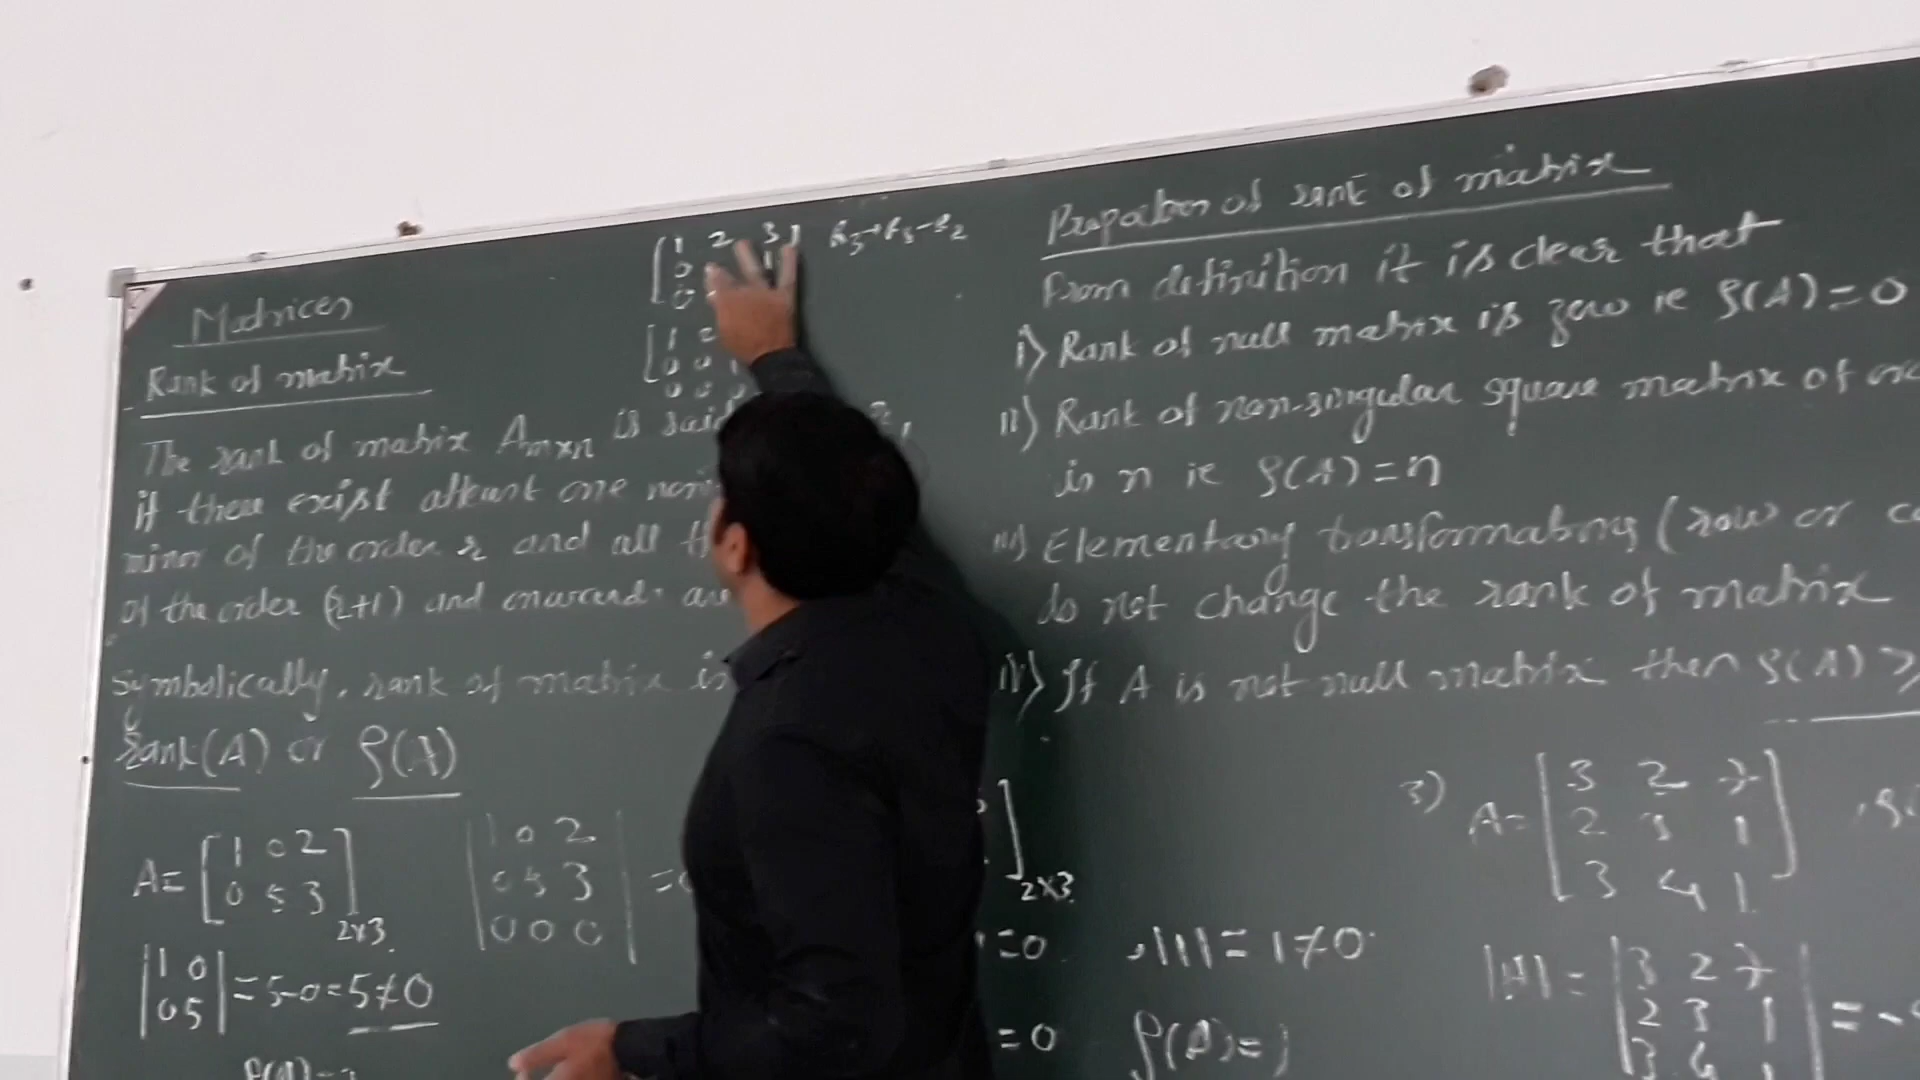 Matrices
Rank of matrix
The rank of matrix Amxn is said
if there exist atleast one non
minor of the order r and all th
of the order (r+1) and onwards are
Symbolically, rank of matrix is
Rank(A) or ρ(A)
A= [1 0 2
0 5 3] 2x3
|1 0 2
0 5 3
0 0 0| =0
|1 0
0 5| = 5-0 = 5≠0
[1 2 3]
0 1
0
R3→R3-R2
[1 2
0 0 1
0 0 0
Properties of rank of matrix
From definition it is clear that
i) Rank of null matrix is zero ie ρ(A)=0
ii) Rank of non-singular square matrix of
is n ie ρ(A)=n
iii) Elementary transformations (row or
do not change the rank of matrix
iv) If A is not null matrix then ρ(A)≥
] 2x3
=0 , |1| = 1≠0
=0 ρ(A)=1
3) A= [3 2 7
2 3 1
3 4 1]
|A| = |3 2 7
2 3 1
3 4 1| = -